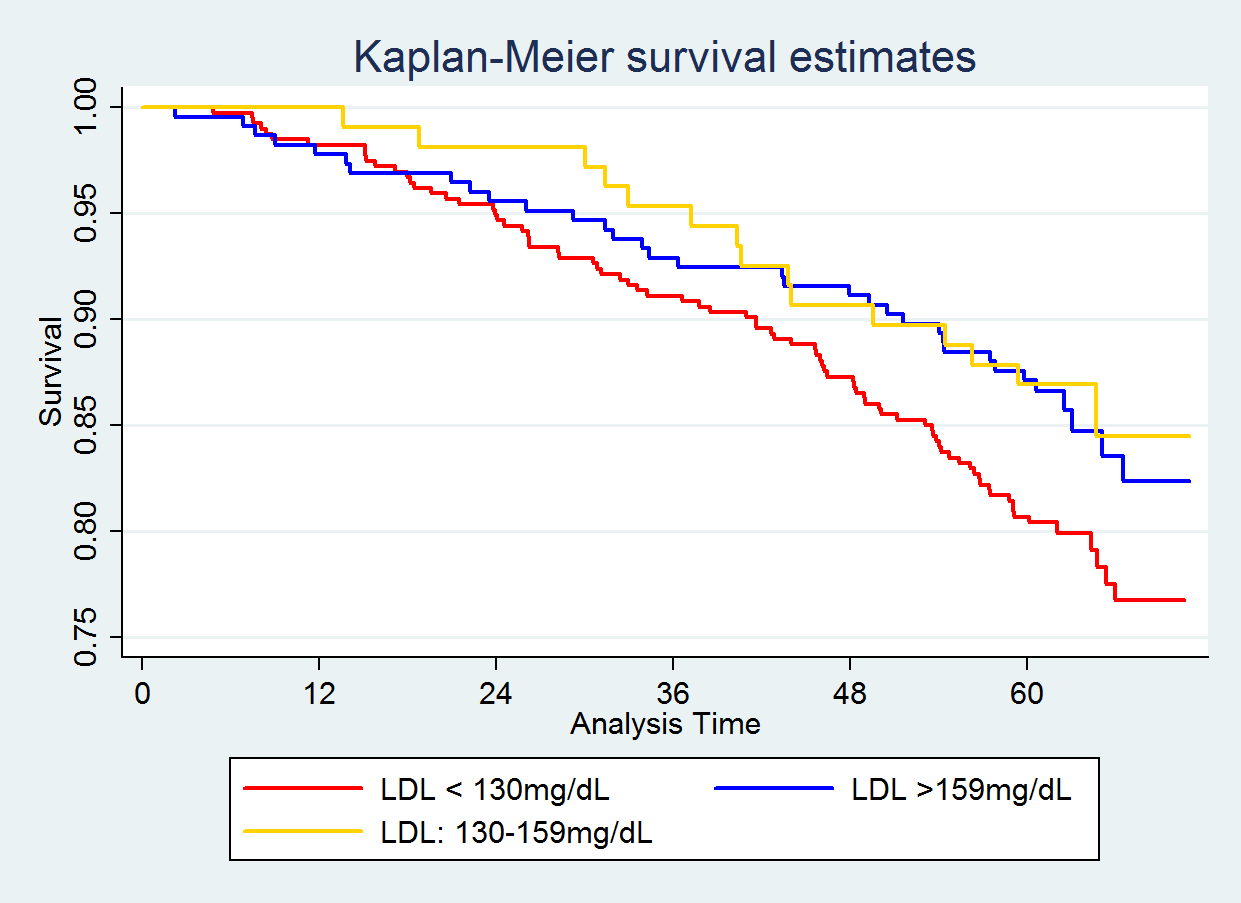 Kaplan-Meier survival estimates
1.00
0.95
0.90
0.85
0.80
0.75
Survival
0 12 24 36 48 60
Analysis Time
LDL < 130mg/dL LDL >159mg/dL
LDL: 130-159mg/dL